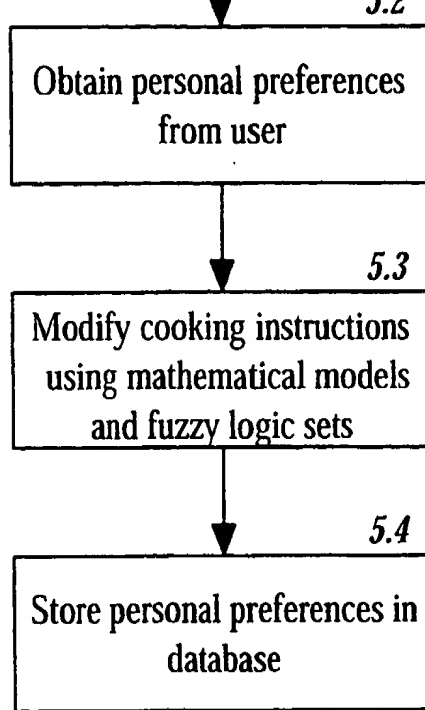 5.2
Obtain personal preferences
from user
5.3
Modify cooking instructions
using mathematical models
and fuzzy logic sets
5.4
Store personal preferences in
database